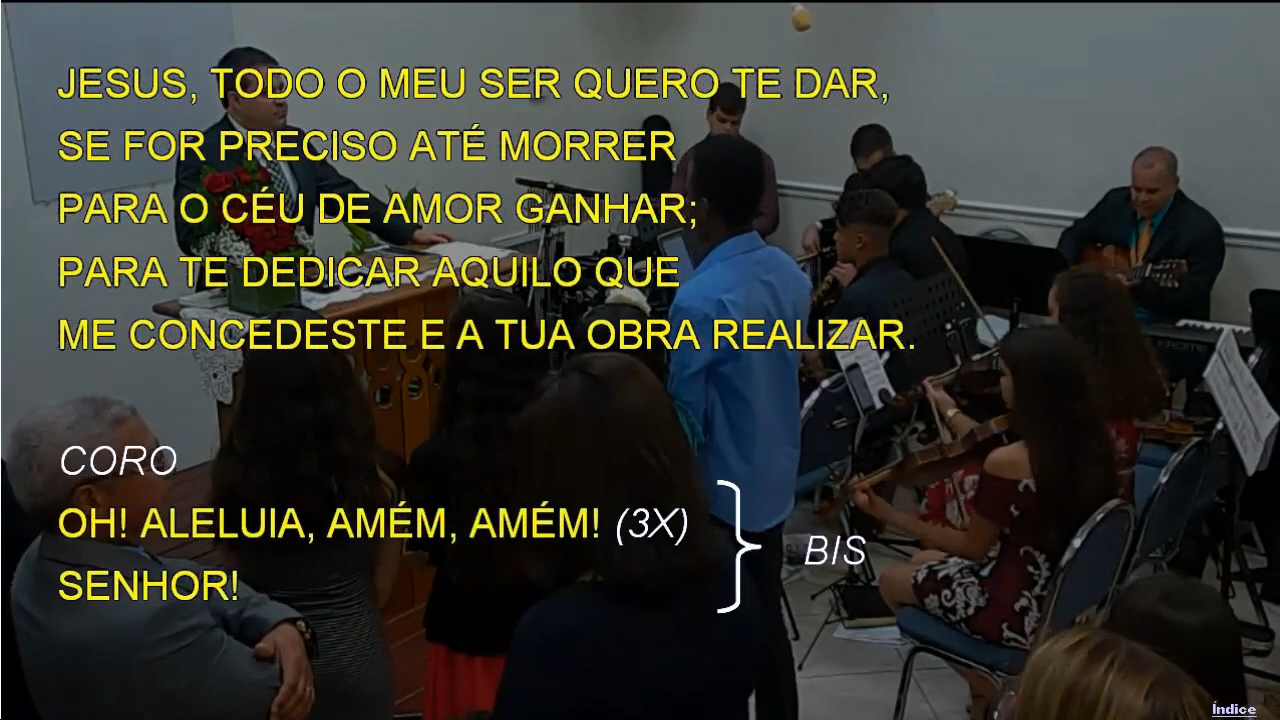 JESUS, TODO O MEU SER QUERO TE DAR,
SE FOR PRECISO ATÉ MORRER
PARA O CÉU DE AMOR GANHAR;
PARA TE DEDICAR AQUILO QUE
ME CONCEDESTE E A TUA OBRA REALIZAR.
CORO
OH! ALELUIA, AMÉM, AMÉM! (3X)
SENHOR!
BIS
KROME
Índice